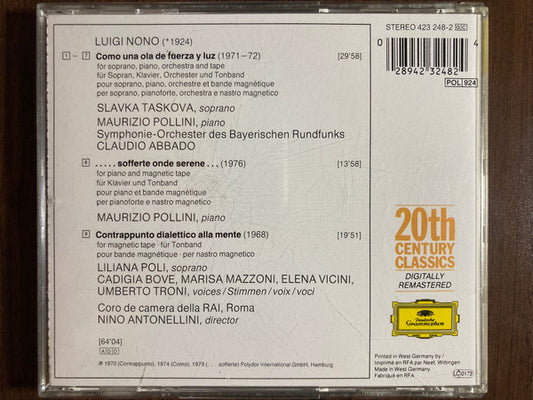 STEREO 423 248-2 GC
LUIGI NONO (*1924)
1 - 7 Como una ola de fuerza y luz (1971–72) [29'58]
for soprano, piano, orchestra and tape
für Sopran, Klavier, Orchester und Tonband
pour soprano, piano, orchestre et bande magnétique
per soprano, pianoforte, orchestra e nastro magnetico
SLAVKA TASKOVA, soprano
MAURIZIO POLLINI, piano
Symphonie-Orchester des Bayerischen Rundfunks
CLAUDIO ABBADO
8 ..... sofferte onde serene ... (1976) [13'58]
for piano and magnetic tape
für Klavier und Tonband
pour piano et bande magnétique
per pianoforte e nastro magnetico
MAURIZIO POLLINI, piano
9 Contrappunto dialettico alla mente (1968) [19'51]
for magnetic tape · für Tonband
pour bande magnétique · per nastro magnetico
LILIANA POLI, soprano
CADIGIA BOVE, MARISA MAZZONI, ELENA VICINI,
UMBERTO TRONI, voices / Stimmen / voix / voci
Coro de camera della RAI, Roma
NINO ANTONELLINI, director
[64'04]
A D D
℗ 1970 (Contrappunto), 1974 (Como), 1979 (... sofferte) Polydor International GmbH, Hamburg
0 28942 32482 4
POL 924
20th
CENTURY
CLASSICS
DIGITALLY
REMASTERED
Deutsche
Grammophon
Printed in West Germany by /
Imprimé en RFA par Neef, Wittingen
Made in West Germany
Fabriqué en RFA
LC 0173